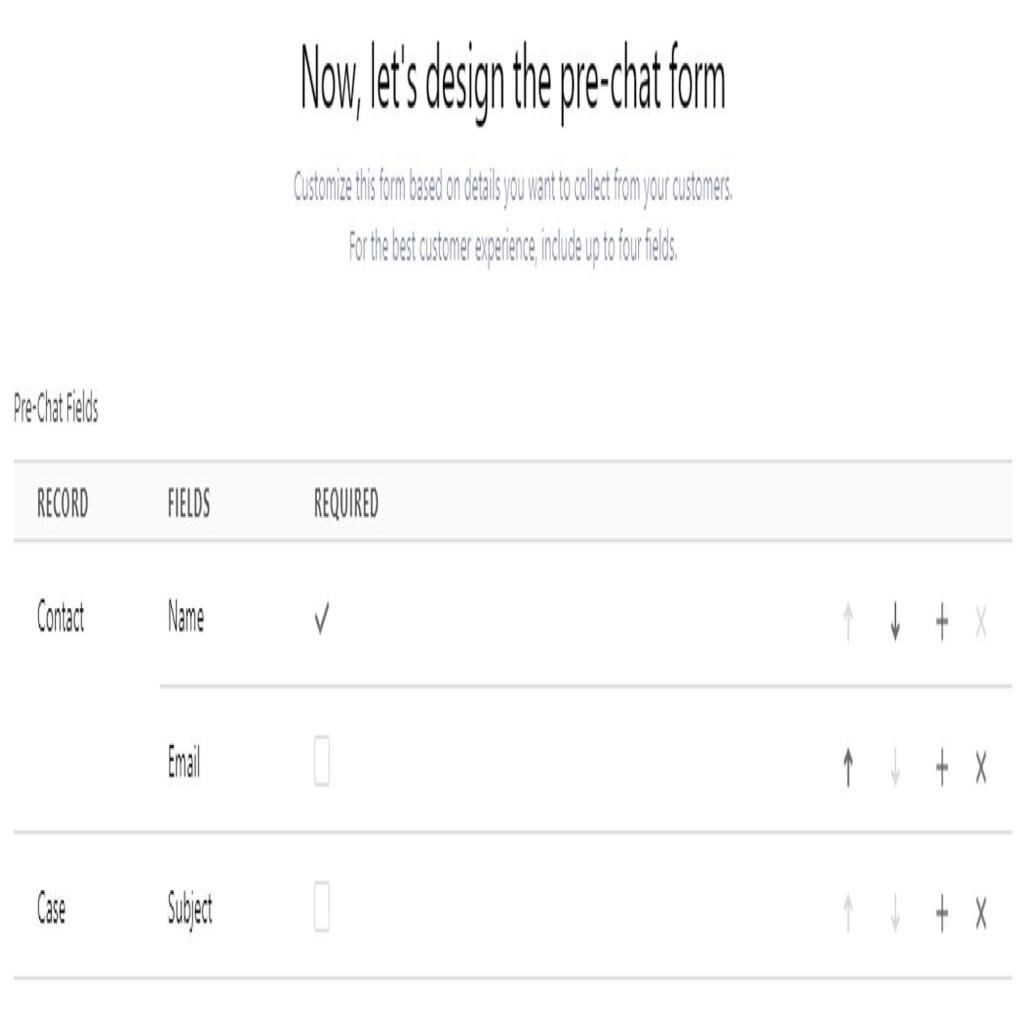 Now, let's design the pre-chat form
Customize this form based on details you want to collect from your customers.
For the best customer experience, include up to four fields.
Pre-Chat Fields
RECORD FIELDS REQUIRED
Contact Name
Email
Case Subject